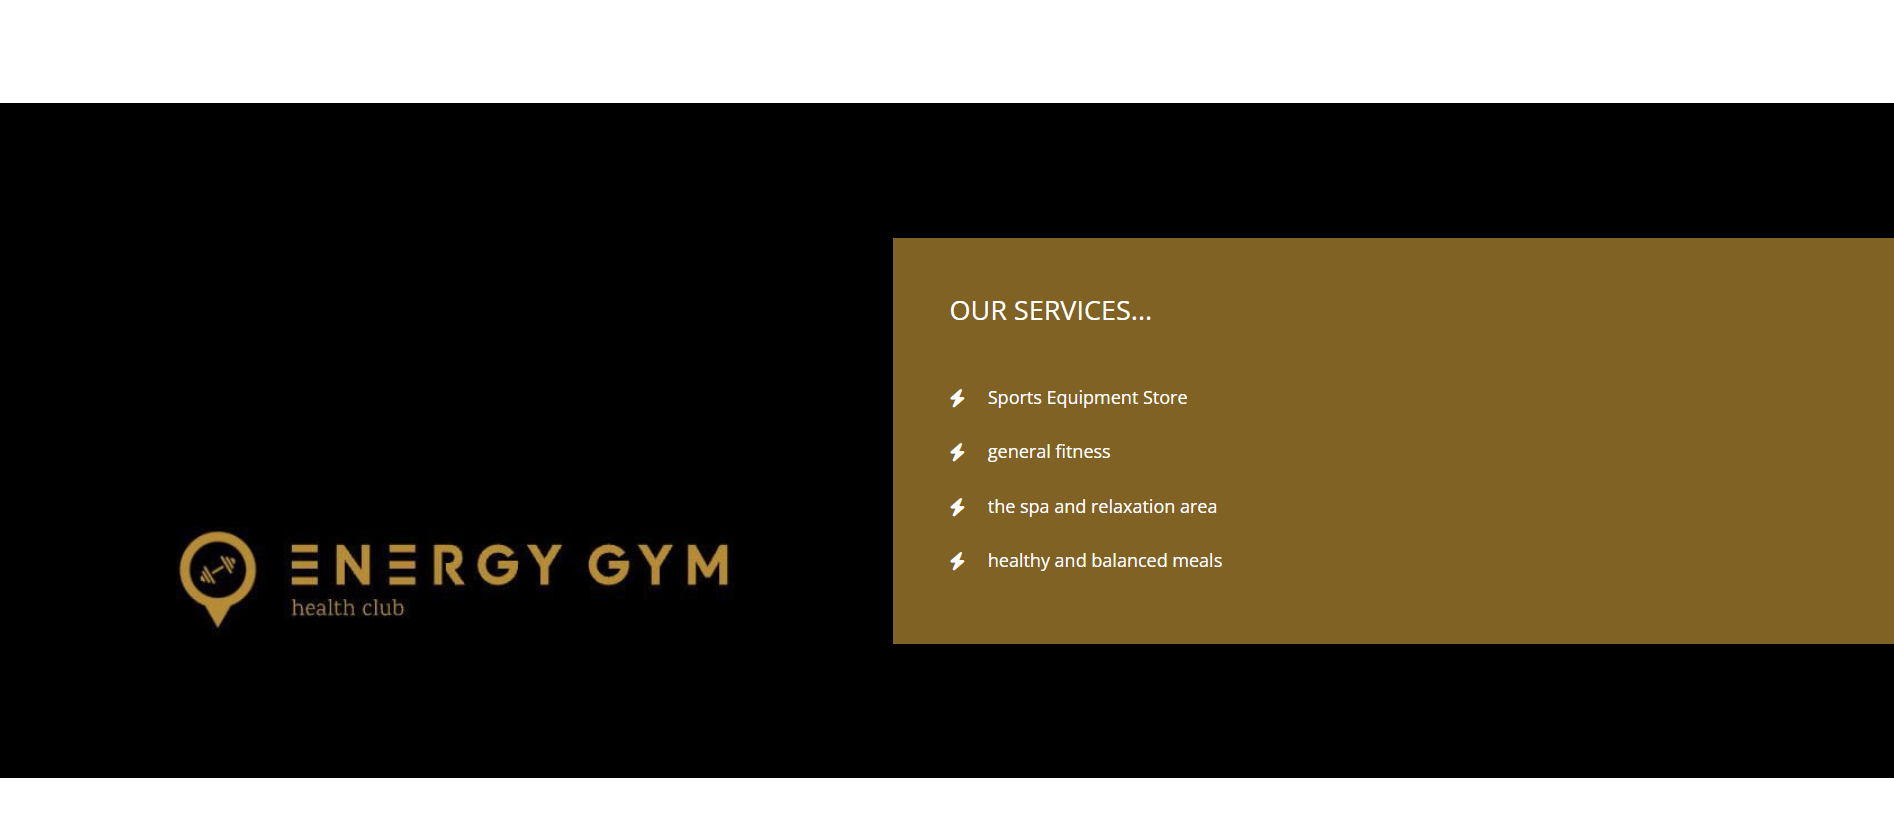 ENERGY GYM
health club
OUR SERVICES...
Sports Equipment Store
general fitness
the spa and relaxation area
healthy and balanced meals